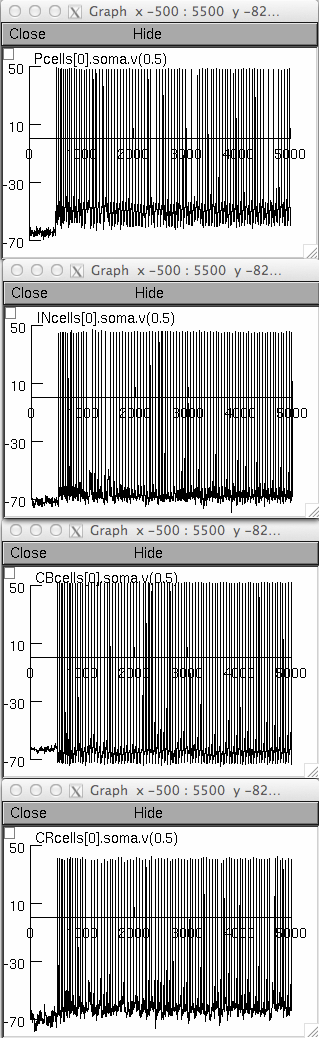 Graph x -500 : 5500 y -82...
Close Hide
Pcells[0].soma.v(0.5)
50
10
0 1000 2000 3000 4000 5000
-30
-70
Graph x -500 : 5500 y -82...
Close Hide
INcells[0].soma.v(0.5)
50
10
0 1000 2000 3000 4000 5000
-30
-70
Graph x -500 : 5500 y -82...
Close Hide
CBcells[0].soma.v(0.5)
50
10
0 1000 2000 3000 4000 5000
-30
-70
Graph x -500 : 5500 y -82...
Close Hide
CRcells[0].soma.v(0.5)
50
10
0 1000 2000 3000 4000 5000
-30
-70